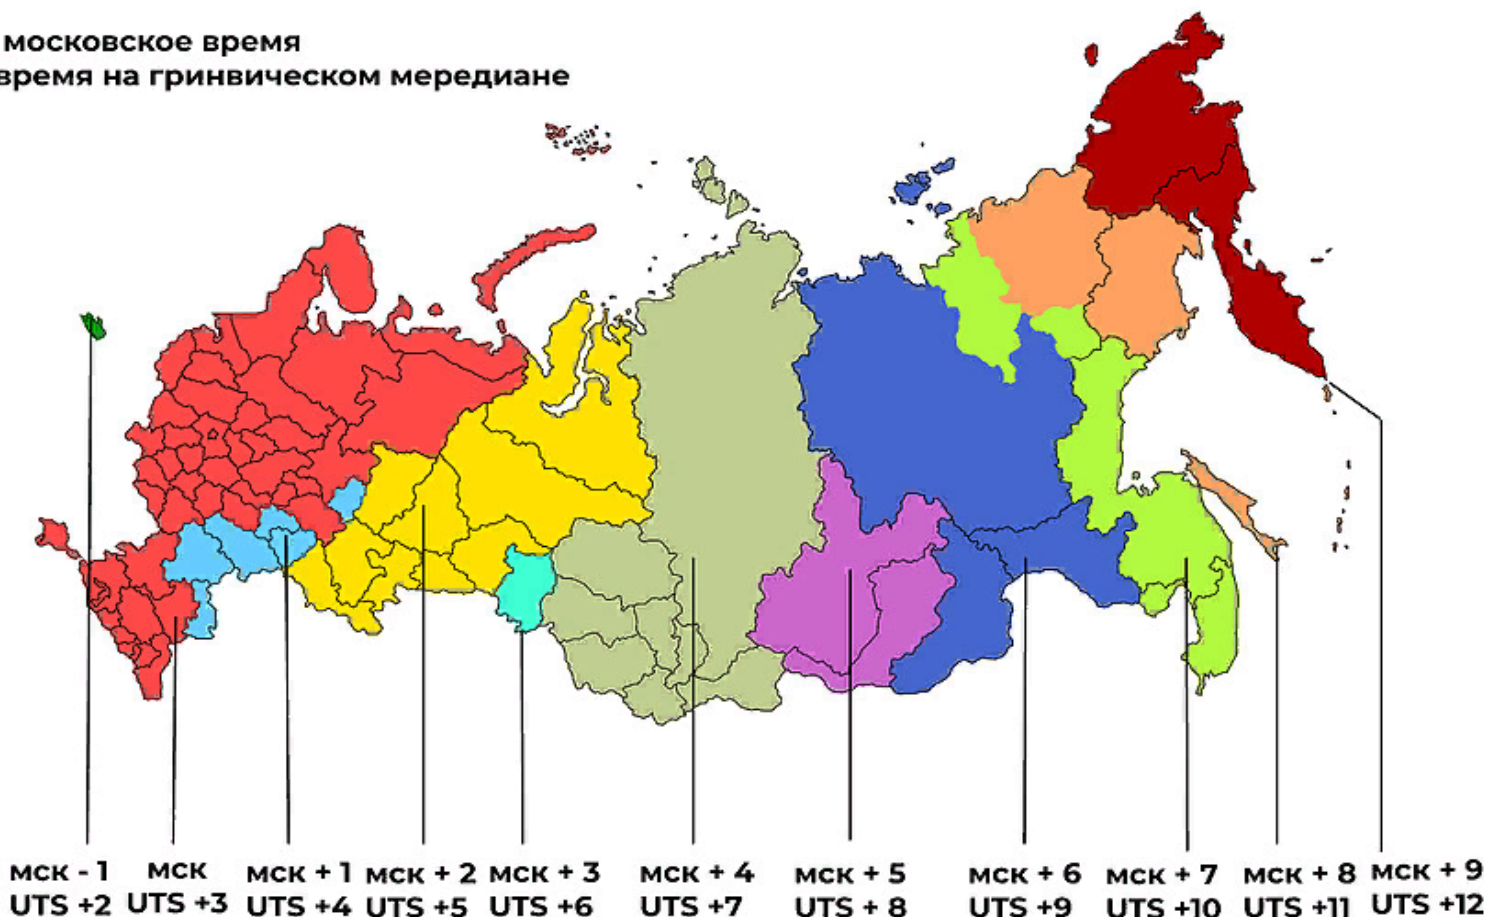 московское время
время на гринвическом мередиане
мск - 1 мск мск + 1 мск + 2 мск + 3 мск + 4 мск + 5 мск + 6 мск + 7 мск + 8 мск + 9
UTS +2 UTS +3 UTS +4 UTS +5 UTS +6 UTS +7 UTS + 8 UTS +9 UTS +10 UTS +11 UTS +12